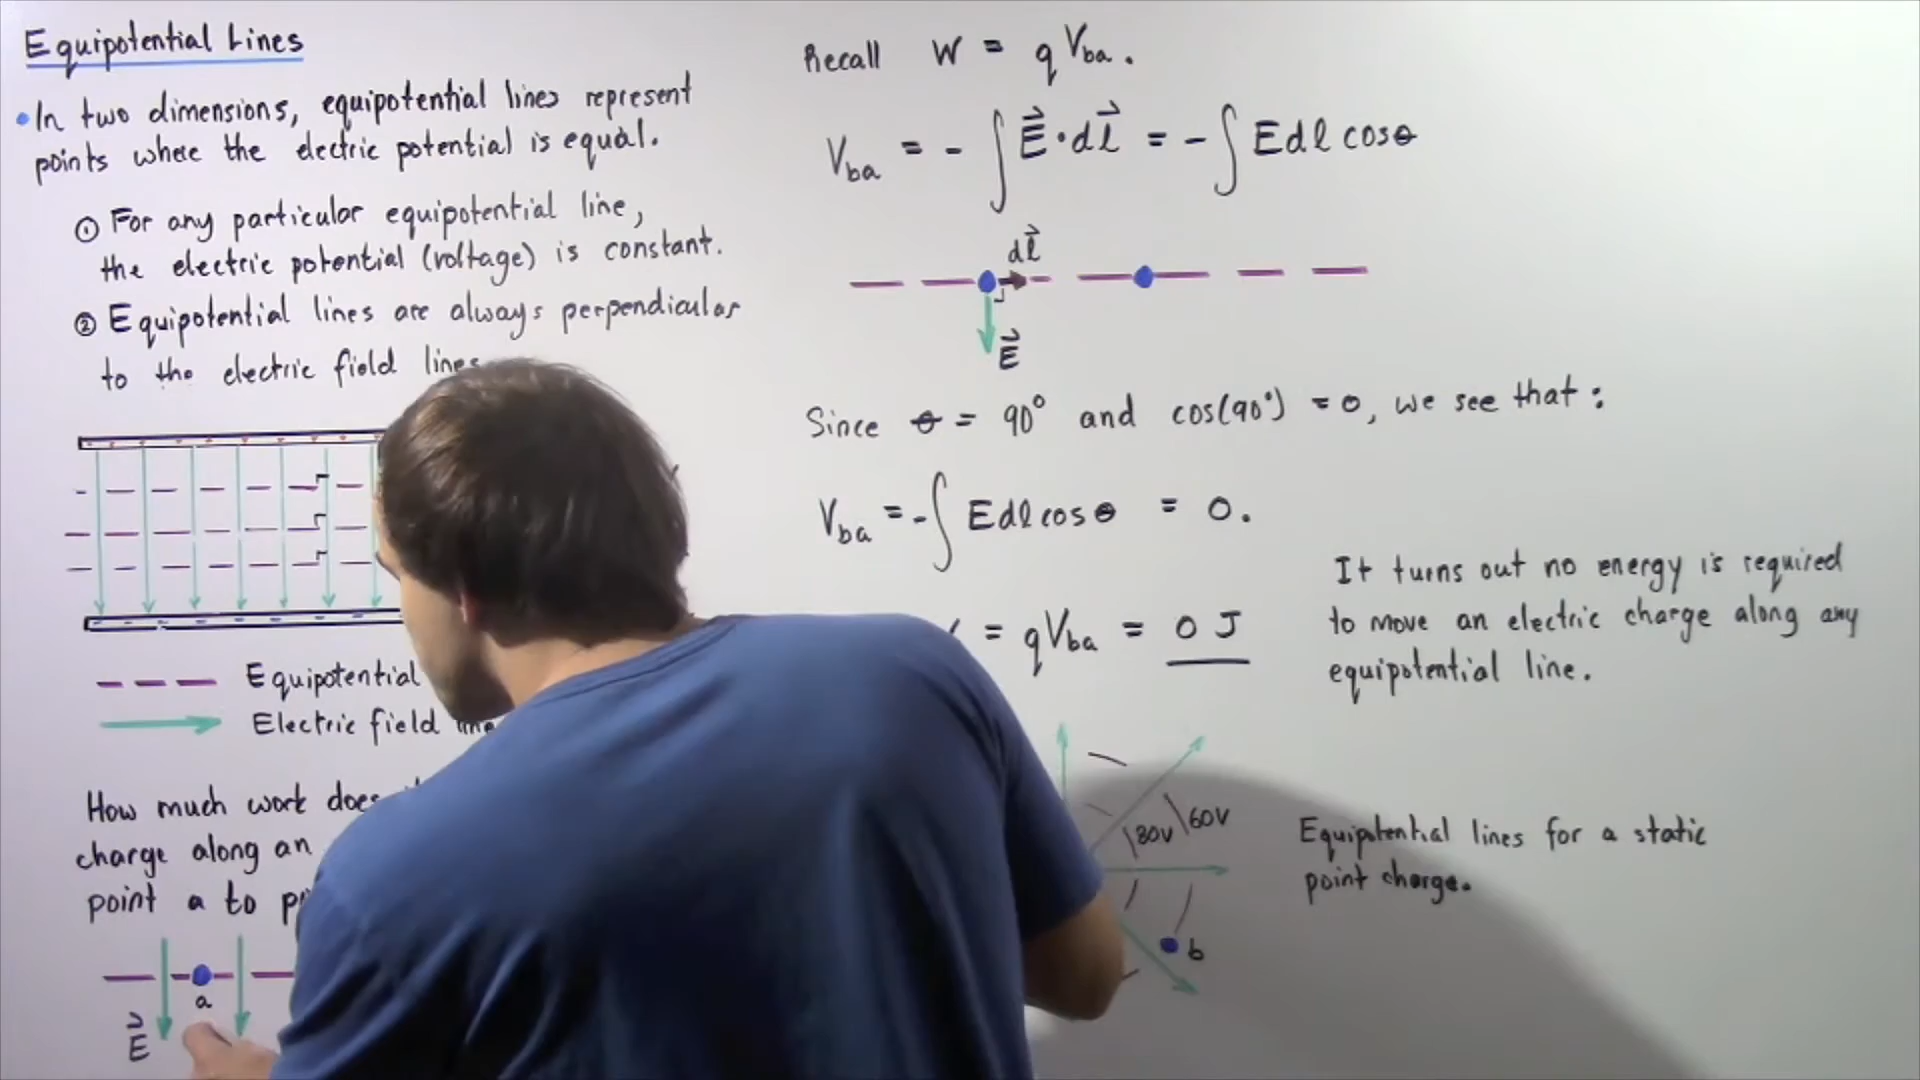 Equipotential Lines
• In two dimensions, equipotential lines represent
points where the electric potential is equal.
① For any particular equipotential line,
the electric potential (voltage) is constant.
② Equipotential lines are always perpendicular
to the electric field lines
Equipotential
Electric field line
How much work does
charge along an
point a to
a
E⃗
Recall W = qVba.
Vba = - ∫ E⃗ · dl⃗ = - ∫ Edl cosθ
dl⃗
E⃗
Since θ = 90° and cos(90°) = 0, we see that:
Vba = - ∫ Edl cosθ = 0.
= qVba = 0 J
It turns out no energy is required
to move an electric charge along any
equipotential line.
80V 60V
b
Equipotential lines for a static
point charge.